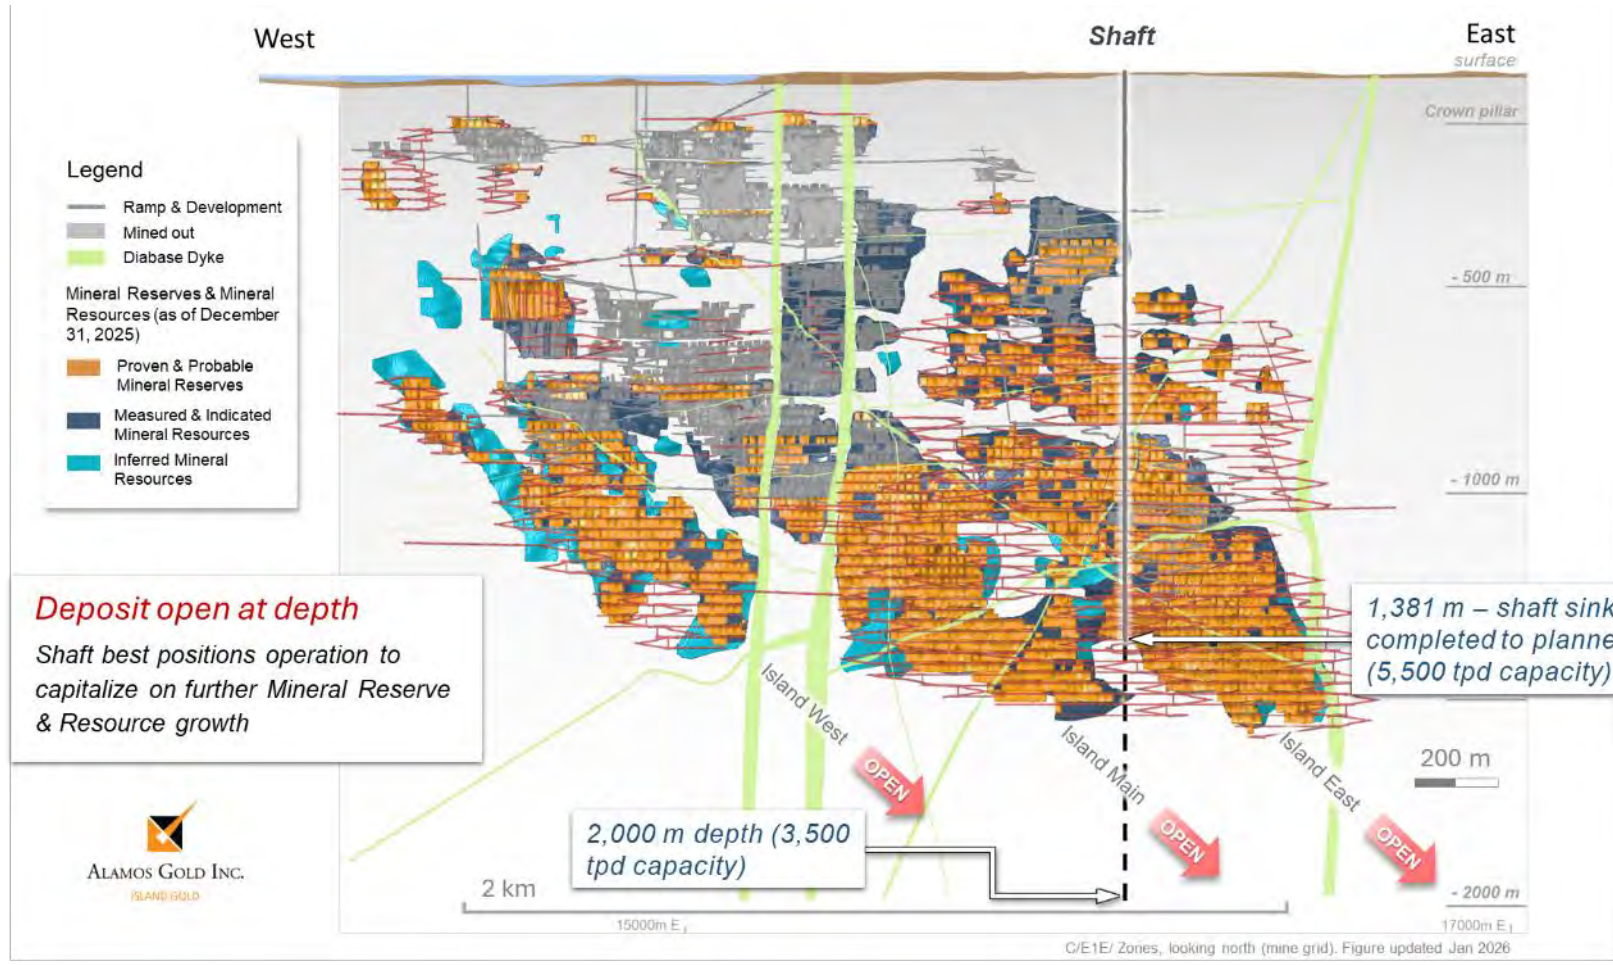 West
Shaft
East
surface
Crown pillar
Legend
Ramp & Development
Mined out
Diabase Dyke
Mineral Reserves & Mineral
Resources (as of December
31, 2025)
Proven & Probable
Mineral Reserves
Measured & Indicated
Mineral Resources
Inferred Mineral
Resources
- 500 m
- 1000 m
Deposit open at depth
Shaft best positions operation to
capitalize on further Mineral Reserve
& Resource growth
1,381 m – shaft sink
completed to planne
(5,500 tpd capacity)
Island West
Island Main
Island East
OPEN
OPEN
OPEN
200 m
2,000 m depth (3,500
tpd capacity)
ALAMOS GOLD INC.
ISLAND GOLD
2 km
- 2000 m
15000m E
17000m E
C/E1E/ Zones, looking north (mine grid). Figure updated Jan 2026